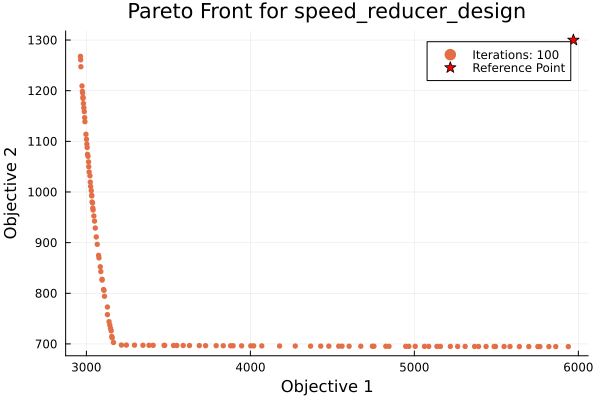 Pareto Front for speed_reducer_design
1300
1200
1100
1000
900
800
700
Objective 2
Iterations: 100
Reference Point
3000 4000 5000 6000
Objective 1